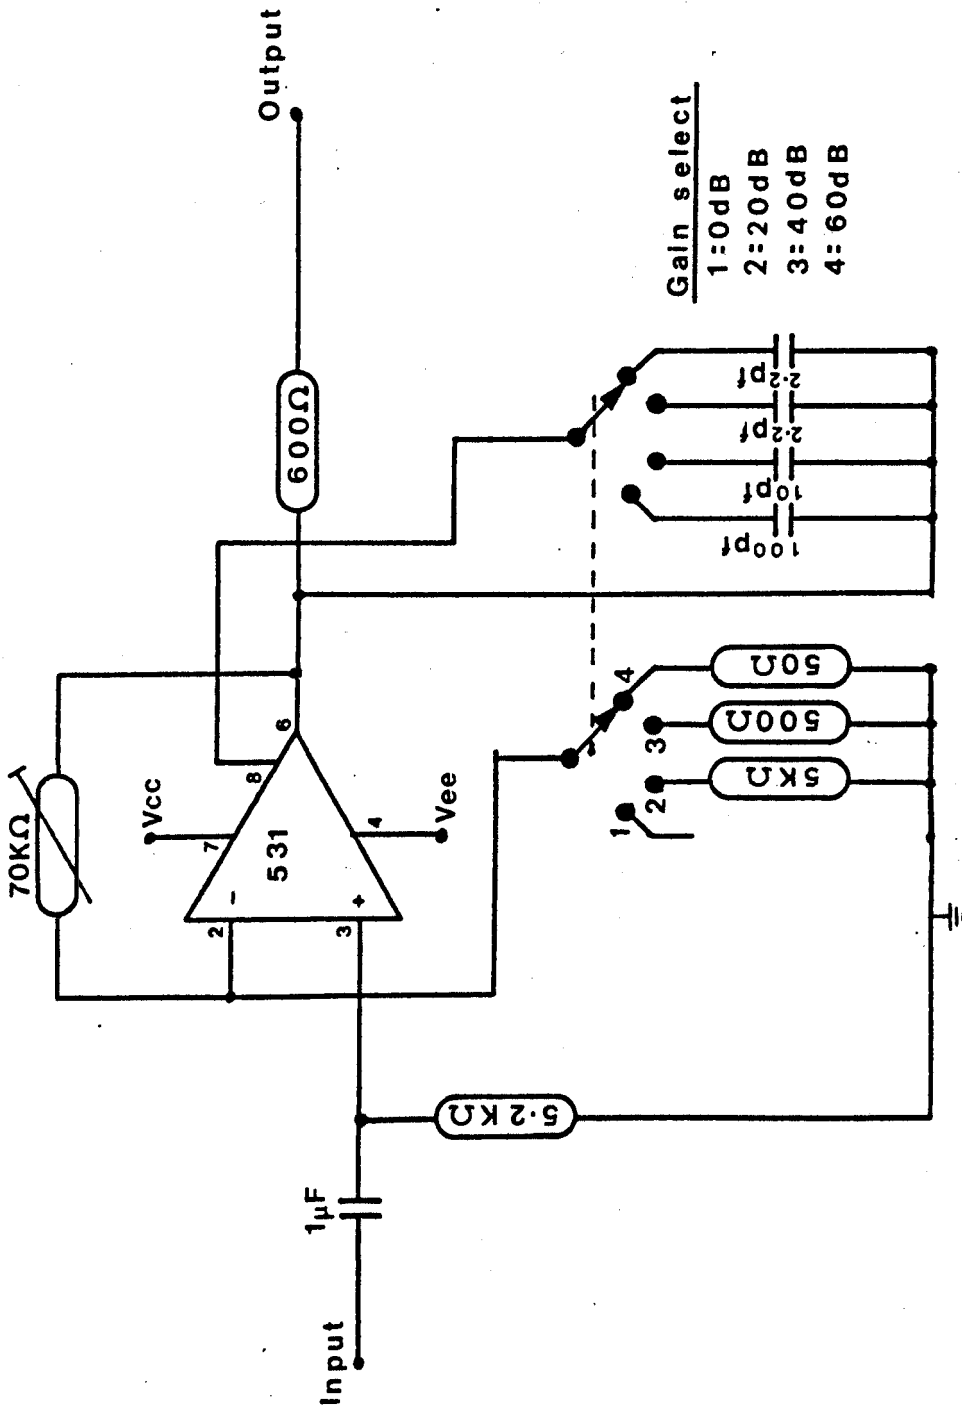 70KΩ
Vcc
7
8
2
-
531
6
3
+
4
Vee
600Ω
Output
Input
1μF
5·2KΩ
1
2
3
4
5KΩ
500Ω
50Ω
100pf
10pf
2·2pf
2·2pf
Gain select
1=0dB
2=20dB
3=40dB
4=60dB